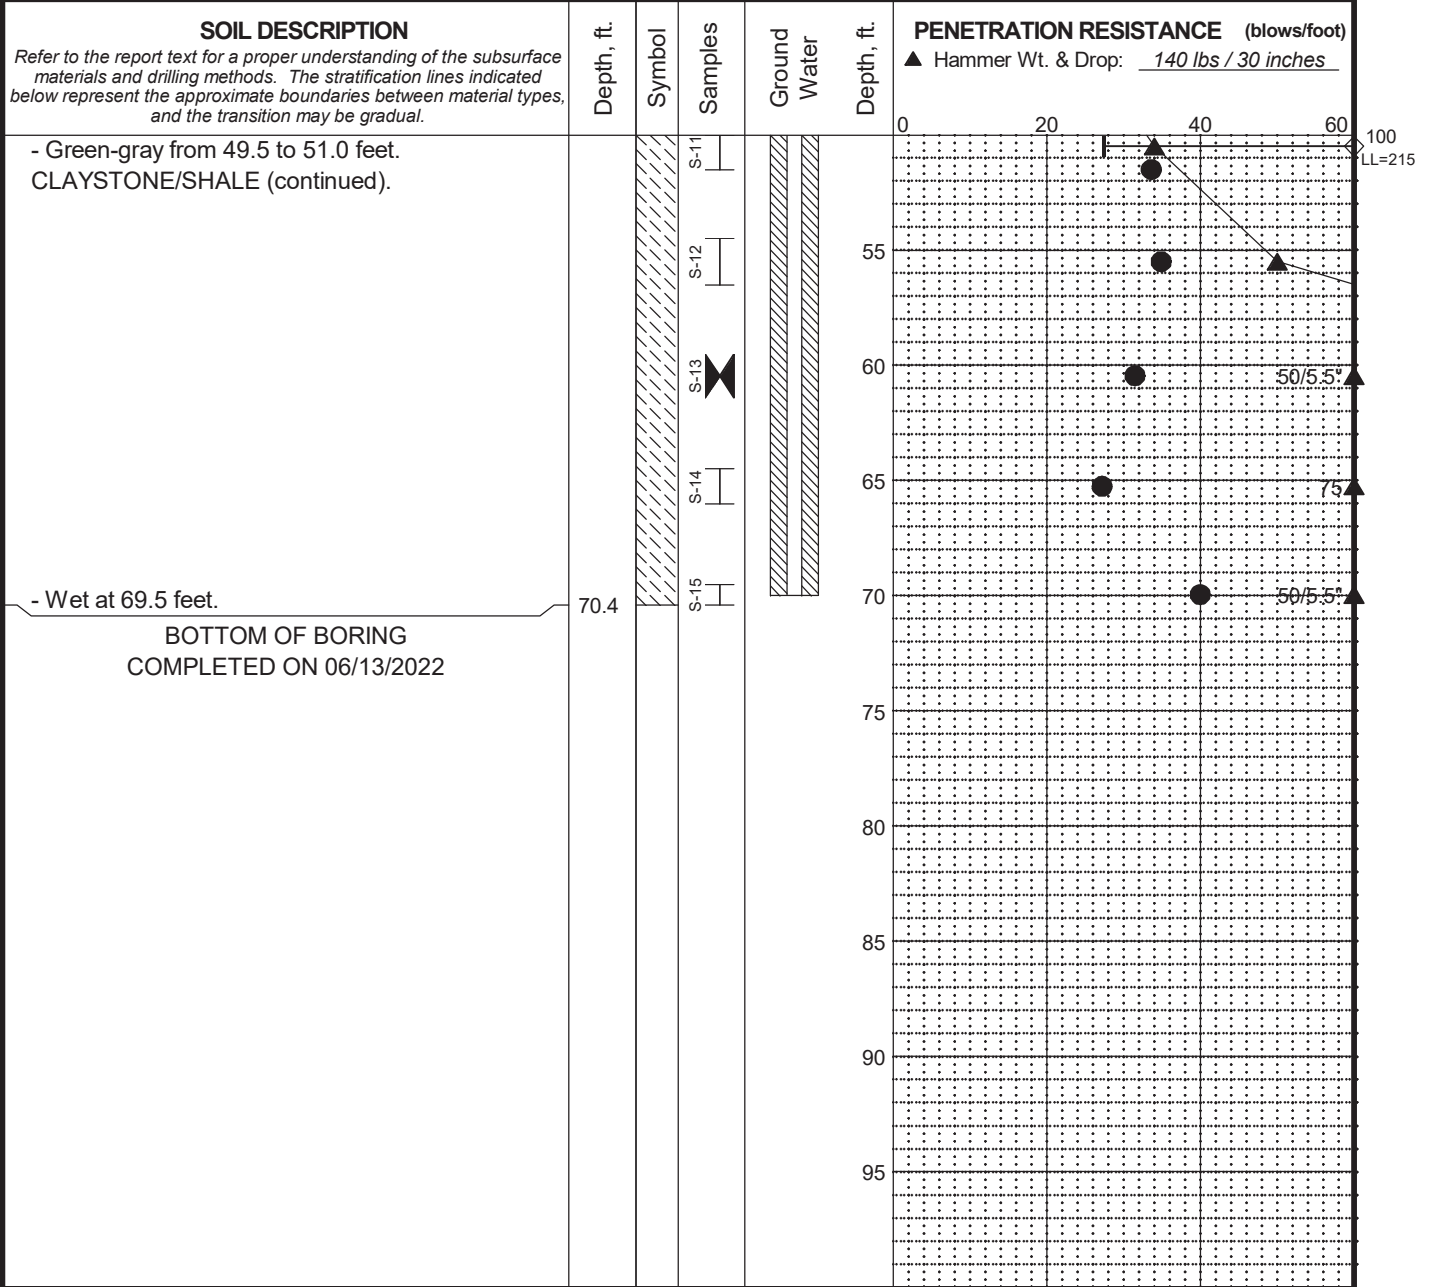 SOIL DESCRIPTION
Refer to the report text for a proper understanding of the subsurface
materials and drilling methods. The stratification lines indicated
below represent the approximate boundaries between material types,
and the transition may be gradual.
Depth, ft.
Symbol
Samples
Ground
Water
Depth, ft.
PENETRATION RESISTANCE (blows/foot)
▲ Hammer Wt. & Drop: 140 lbs / 30 inches
0 20 40 60
100
LL=215
- Green-gray from 49.5 to 51.0 feet.
CLAYSTONE/SHALE (continued).
S-11
S-12
55
S-13
60
50/5.5"
S-14
65
75
- Wet at 69.5 feet.
70.4
S-15
70
50/5.5"
BOTTOM OF BORING
COMPLETED ON 06/13/2022
75
80
85
90
95